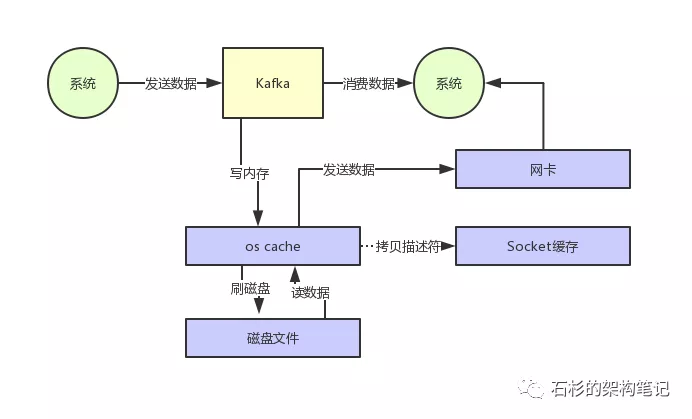 系统
发送数据
Kafka
消费数据
系统
写内存
发送数据
网卡
os cache
拷贝描述符
Socket缓存
刷磁盘
读数据
磁盘文件
石杉的架构笔记